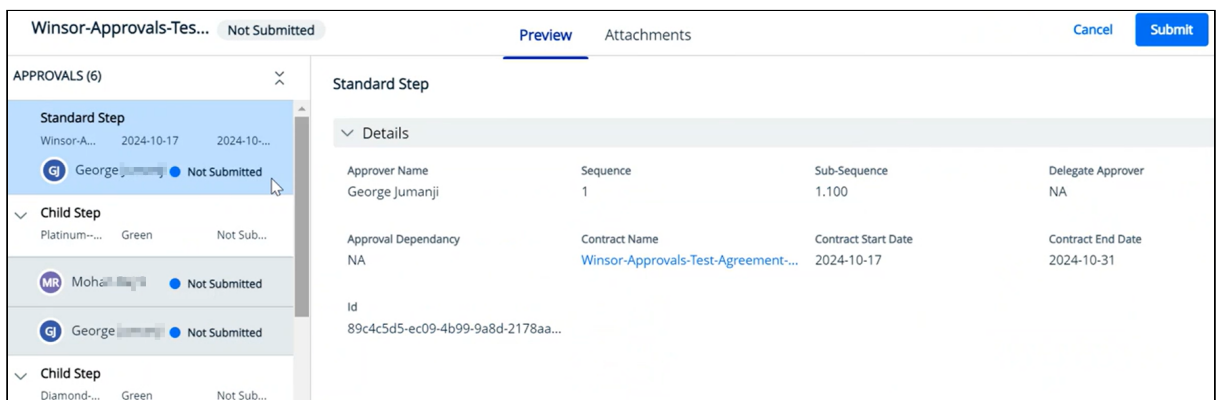 Winsor-Approvals-Tes... Not Submitted
Preview Attachments
Cancel Submit
APPROVALS (6)
Standard Step
Winsor-A... 2024-10-17 2024-10-...
GJ George Not Submitted
Child Step
Platinum--... Green Not Sub...
MR Moha Not Submitted
GJ George Not Submitted
Child Step
Diamond-... Green Not Sub...
Standard Step
Details
Approver Name Sequence Sub-Sequence Delegate Approver
George Jumanji 1 1.100 NA
Approval Dependancy Contract Name Contract Start Date Contract End Date
NA Winsor-Approvals-Test-Agreement-... 2024-10-17 2024-10-31
Id
89c4c5d5-ec09-4b99-9a8d-2178aa...